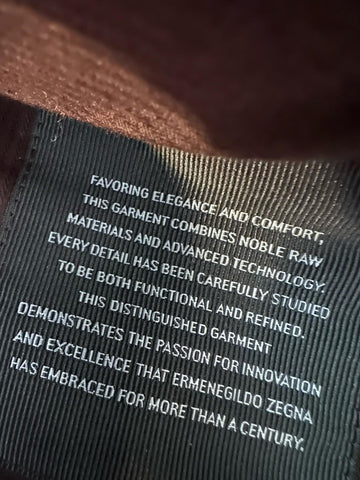 FAVORING ELEGANCE AND COMFORT,
THIS GARMENT COMBINES NOBLE RAW
MATERIALS AND ADVANCED TECHNOLOGY.
EVERY DETAIL HAS BEEN CAREFULLY STUDIED
TO BE BOTH FUNCTIONAL AND REFINED.
THIS DISTINGUISHED GARMENT
DEMONSTRATES THE PASSION FOR INNOVATION
AND EXCELLENCE THAT ERMENEGILDO ZEGNA
HAS EMBRACED FOR MORE THAN A CENTURY.